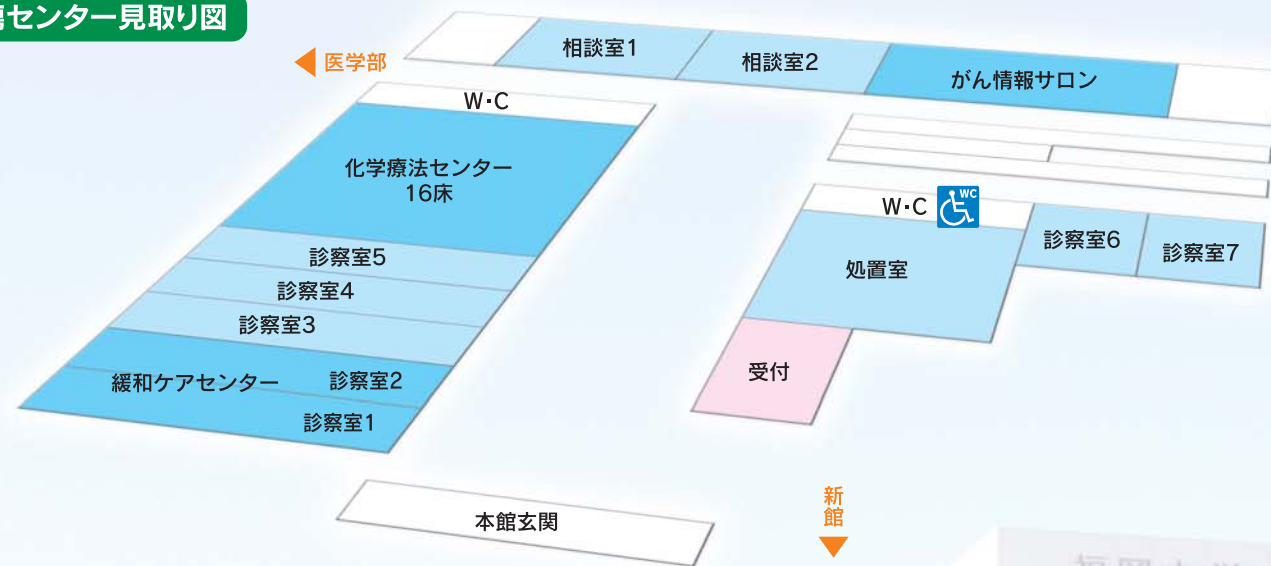 センター見取り図
医学部
相談室1
相談室2
がん情報サロン
W・C
化学療法センター
16床
W・C
WC
診察室6
診察室7
処置室
診察室5
診察室4
診察室3
緩和ケアセンター
診察室2
診察室1
受付
新館
本館玄関